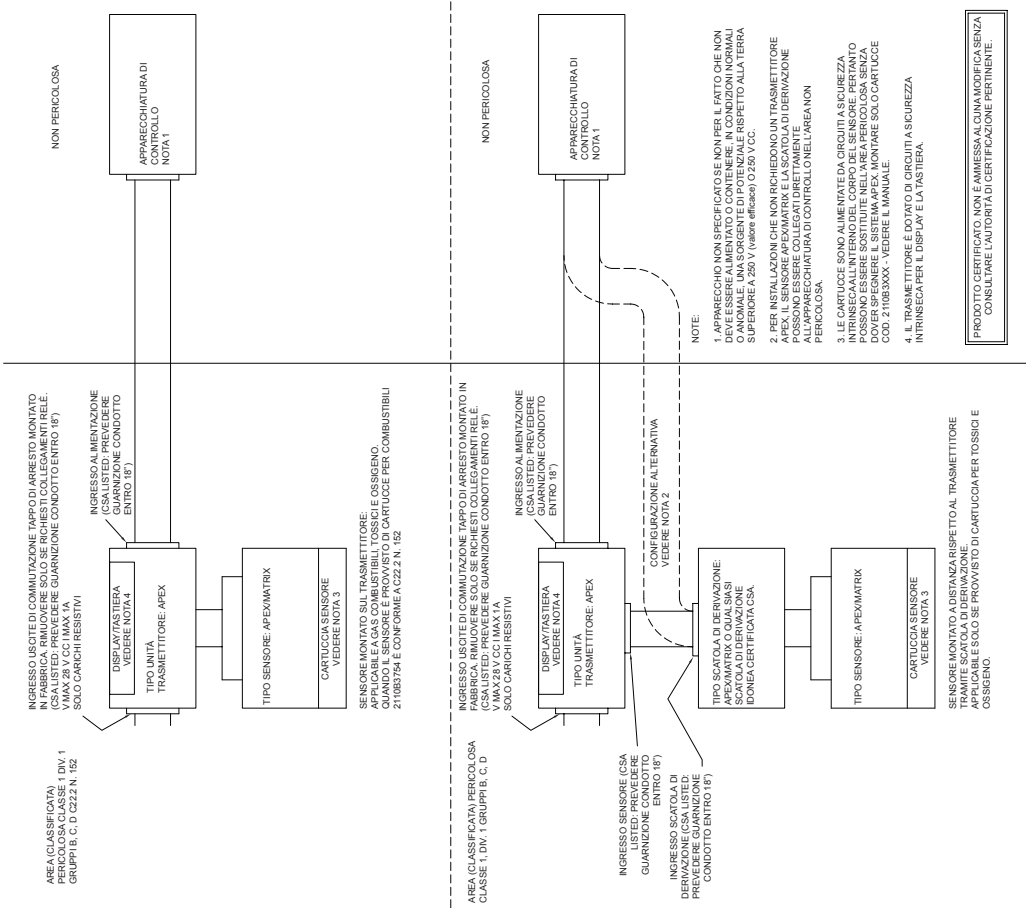 AREA (CLASSIFICATA)
PERICOLOSA CLASSE 1 DIV. 1
GRUPPI B, C, D C22.2 N. 152
INGRESSO USCITE DI COMMUTAZIONE TAPPO DI ARRESTO MONTATO
IN FABBRICA. RIMUOVERE SOLO SE RICHIESTI COLLEGAMENTI RELÈ.
(CSA LISTED: PREVEDERE GUARNIZIONE CONDOTTO ENTRO 18")
V MAX 28 V CC I MAX 1A
SOLO CARICHI RESISTIVI
DISPLAY/TASTIERA
VEDERE NOTA 4
TIPO UNITÀ
TRASMETTITORE: APEX
INGRESSO ALIMENTAZIONE
(CSA LISTED: PREVEDERE
GUARNIZIONE CONDOTTO
ENTRO 18")
TIPO SENSORE: APEX/MATRIX
CARTUCCIA SENSORE
VEDERE NOTA 3
SENSORE MONTATO SUL TRASMETTITORE:
APPLICABILE A GAS COMBUSTIBILI, TOSSICI E OSSIGENO.
QUANDO IL SENSORE È PROVVISTO DI CARTUCCE PER COMBUSTIBILI
2110B3754 È CONFORME A C22.2 N. 152
NON PERICOLOSA
APPARECCHIATURA DI
CONTROLLO
NOTA 1
AREA (CLASSIFICATA) PERICOLOSA
CLASSE 1, DIV. 1 GRUPPI B, C, D
INGRESSO USCITE DI COMMUTAZIONE TAPPO DI ARRESTO MONTATO IN
FABBRICA. RIMUOVERE SOLO SE RICHIESTI COLLEGAMENTI RELÈ.
(CSA LISTED: PREVEDERE GUARNIZIONE CONDOTTO ENTRO 18")
V MAX 28 V CC I MAX 1A
SOLO CARICHI RESISTIVI
DISPLAY/TASTIERA
VEDERE NOTA 4
TIPO UNITÀ
TRASMETTITORE: APEX
INGRESSO ALIMENTAZIONE
(CSA LISTED: PREVEDERE
GUARNIZIONE CONDOTTO
ENTRO 18")
INGRESSO SENSORE (CSA
LISTED: PREVEDERE
GUARNIZIONE CONDOTTO
ENTRO 18")
INGRESSO SCATOLA DI
DERIVAZIONE (CSA LISTED:
PREVEDERE GUARNIZIONE
CONDOTTO ENTRO 18")
CONFIGURAZIONE ALTERNATIVA
VEDERE NOTA 2
TIPO SCATOLA DI DERIVAZIONE:
APEX/MATRIX O QUALSIASI
SCATOLA DI DERIVAZIONE
IDONEA CERTIFICATA CSA.
TIPO SENSORE: APEX/MATRIX
CARTUCCIA SENSORE
VEDERE NOTA 3
SENSORE MONTATO A DISTANZA RISPETTO AL TRASMETTITORE
TRAMITE SCATOLA DI DERIVAZIONE.
APPLICABILE SOLO SE PROVVISTO DI CARTUCCIA PER TOSSICI E
OSSIGENO.
NON PERICOLOSA
APPARECCHIATURA DI
CONTROLLO
NOTA 1
NOTE:
1. APPARECCHIO NON SPECIFICATO SE NON PER IL FATTO CHE NON
DEVE ESSERE ALIMENTATO O CONTENERE, IN CONDIZIONI NORMALI
O ANOMALE, UNA SORGENTE DI POTENZIALE RISPETTO ALLA TERRA
SUPERIORE A 250 V (valore efficace) O 250 V CC.
2. PER INSTALLAZIONI CHE NON RICHIEDONO UN TRASMETTITORE
APEX, IL SENSORE APEX/MATRIX E LA SCATOLA DI DERIVAZIONE
POSSONO ESSERE COLLEGATI DIRETTAMENTE
ALL'APPARECCHIATURA DI CONTROLLO NELL'AREA NON
PERICOLOSA.
3. LE CARTUCCE SONO ALIMENTATE DA CIRCUITI A SICUREZZA
INTRINSECA ALL'INTERNO DEL CORPO DEL SENSORE. PERTANTO
POSSONO ESSERE SOSTITUITE NELL'AREA PERICOLOSA SENZA
DOVER SPEGNERE IL SISTEMA APEX. MONTARE SOLO CARTUCCE
COD. 2110B3XXX - VEDERE IL MANUALE.
4. IL TRASMETTITORE È DOTATO DI CIRCUITI A SICUREZZA
INTRINSECA PER IL DISPLAY E LA TASTIERA.
PRODOTTO CERTIFICATO. NON È AMMESSA ALCUNA MODIFICA SENZA
CONSULTARE L'AUTORITÀ DI CERTIFICAZIONE PERTINENTE.